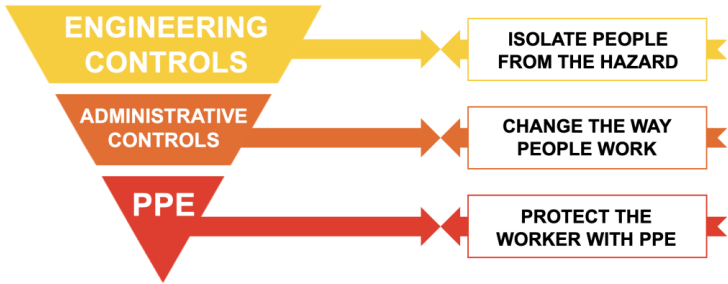 ENGINEERING
CONTROLS
ISOLATE PEOPLE
FROM THE HAZARD
ADMINISTRATIVE
CONTROLS
CHANGE THE WAY
PEOPLE WORK
PPE
PROTECT THE
WORKER WITH PPE